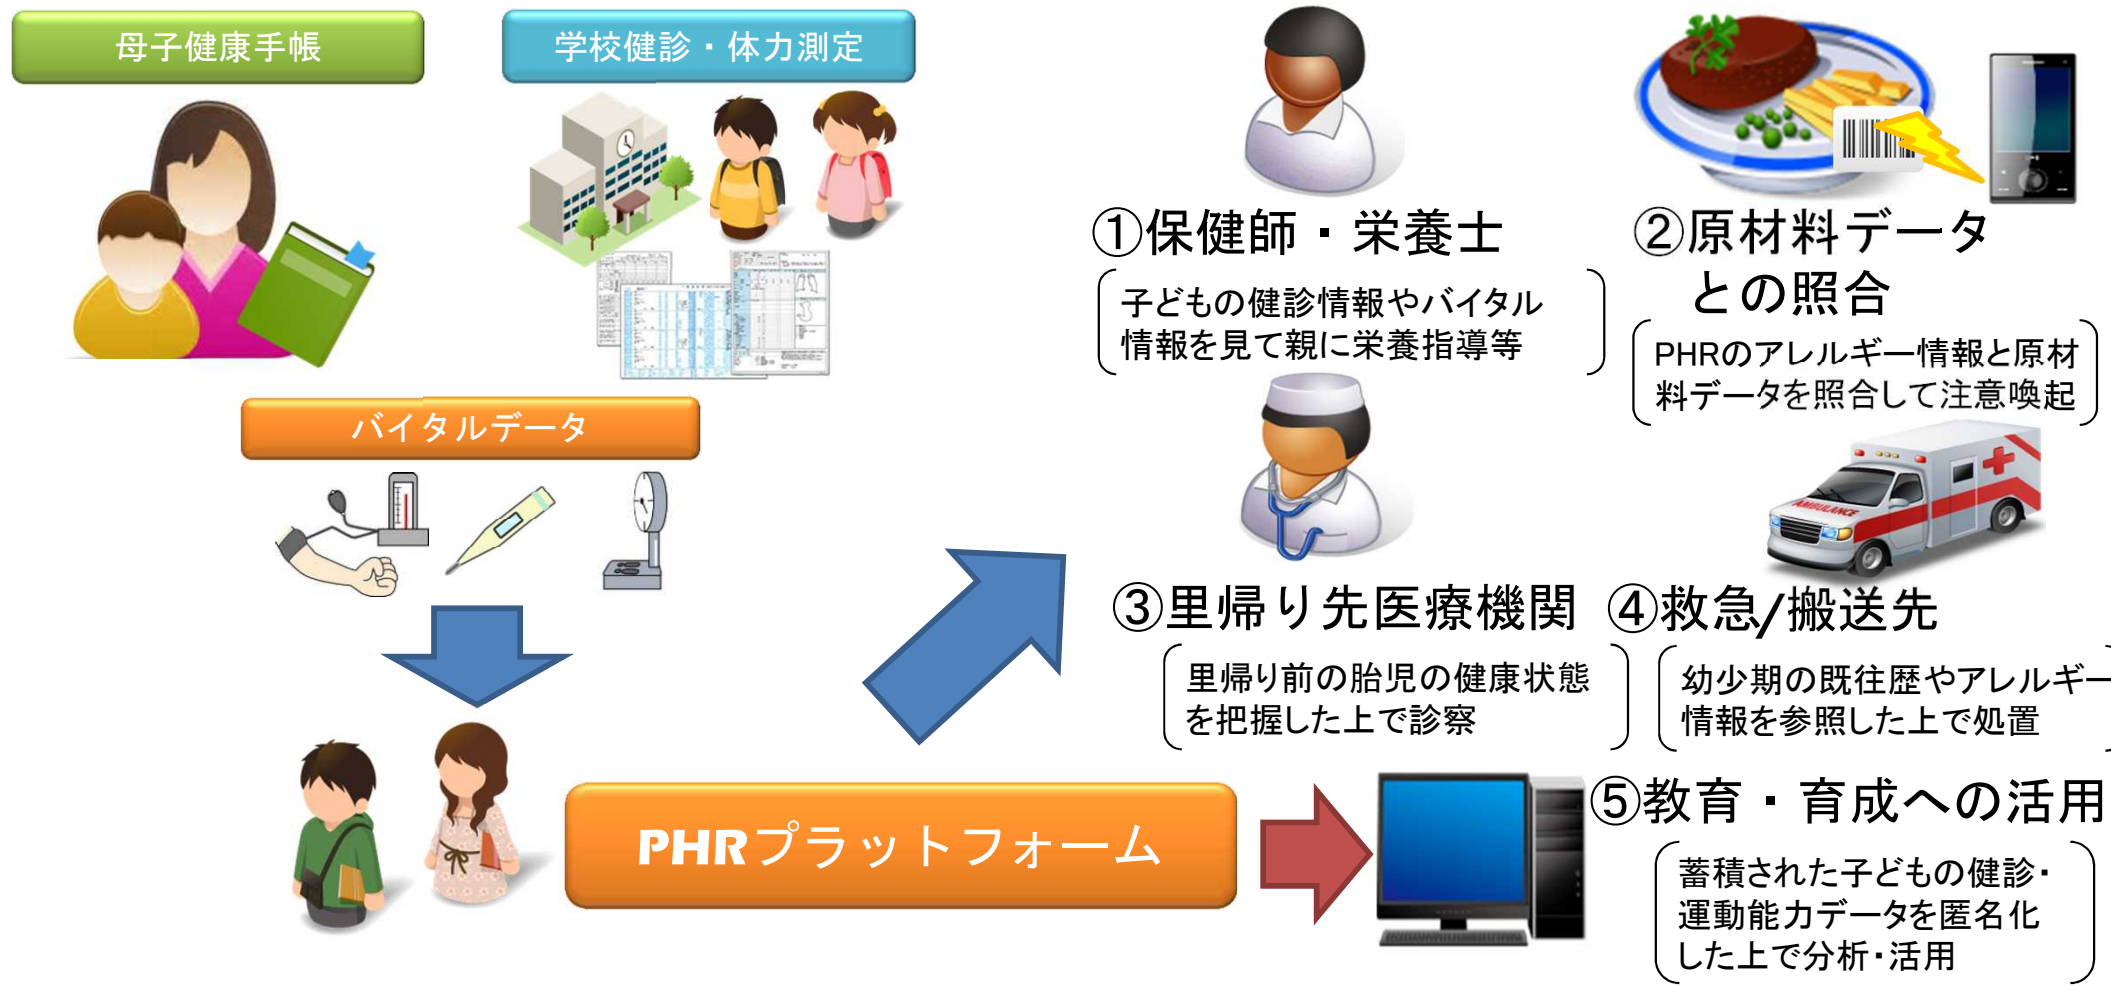 母子健康手帳
学校健診・体力測定
バイタルデータ
PHRプラットフォーム
①保健師・栄養士
子どもの健診情報やバイタル
情報を見て親に栄養指導等
②原材料データ
との照合
PHRのアレルギー情報と原材
料データを照合して注意喚起
③里帰り先医療機関
里帰り前の胎児の健康状態
を把握した上で診察
AMBULANCE
④救急/搬送先
幼少期の既往歴やアレルギー
情報を参照した上で処置
⑤教育・育成への活用
蓄積された子どもの健診・
運動能力データを匿名化
した上で分析・活用